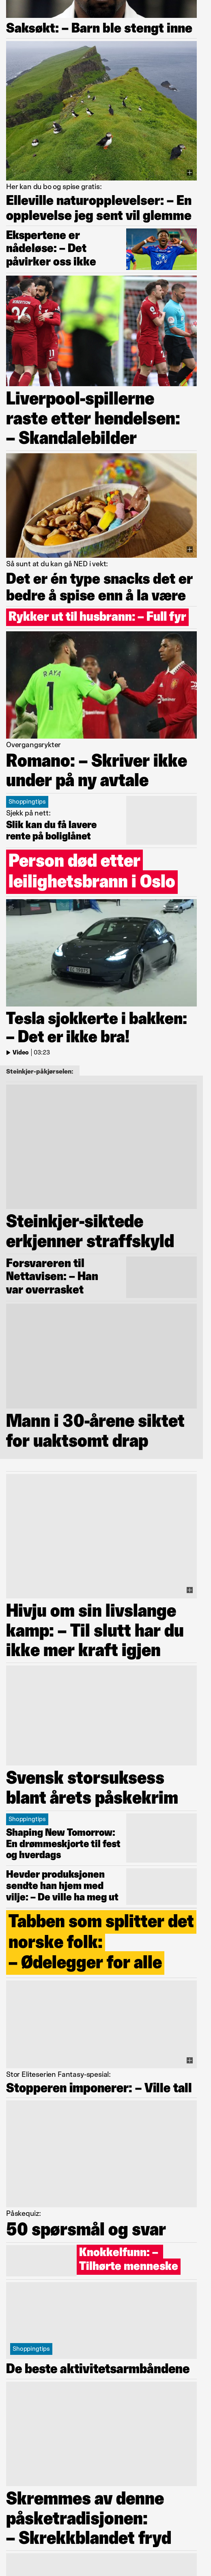 Saksøkt: – Barn ble stengt inne
Her kan du bo og spise gratis:
Elleville naturopplevelser: – En
opplevelse jeg sent vil glemme
Ekspertene er
nådeløse: – Det
påvirker oss ikke
Liverpool-spillerne
raste etter hendelsen:
– Skandalebilder
Så sunt at du kan gå NED i vekt:
Det er én type snacks det er
bedre å spise enn å la være
Rykker ut til husbrann: – Full fyr
RAYA
1
Overgangsrykter
Romano: – Skriver ikke
under på ny avtale
Shoppingtips
Sjekk på nett:
Slik kan du få lavere
rente på boliglånet
Person død etter
leilighetsbrann i Oslo
Tesla sjokkerte i bakken:
– Det er ikke bra!
Video | 03:23
Steinkjer-påkjørselen:
Steinkjer-siktede
erkjenner straffskyld
Forsvareren til
Nettavisen: – Han
var overrasket
Mann i 30-årene siktet
for uaktsomt drap
Hivju om sin livslange
kamp: – Til slutt har du
ikke mer kraft igjen
Svensk storsuksess
blant årets påskekrim
Shoppingtips
Shaping New Tomorrow:
En drømmeskjorte til fest
og hverdags
Hevder produksjonen
sendte han hjem med
vilje: – De ville ha meg ut
Tabben som splitter det
norske folk:
– Ødelegger for alle
Stor Eliteserien Fantasy-spesial:
Stopperen imponerer: – Ville tall
Påskequiz:
50 spørsmål og svar
Knokkelfunn: –
Tilhørte menneske
Shoppingtips
De beste aktivitetsarmbåndene
Skremmes av denne
påsketradisjonen:
– Skrekkblandet fryd